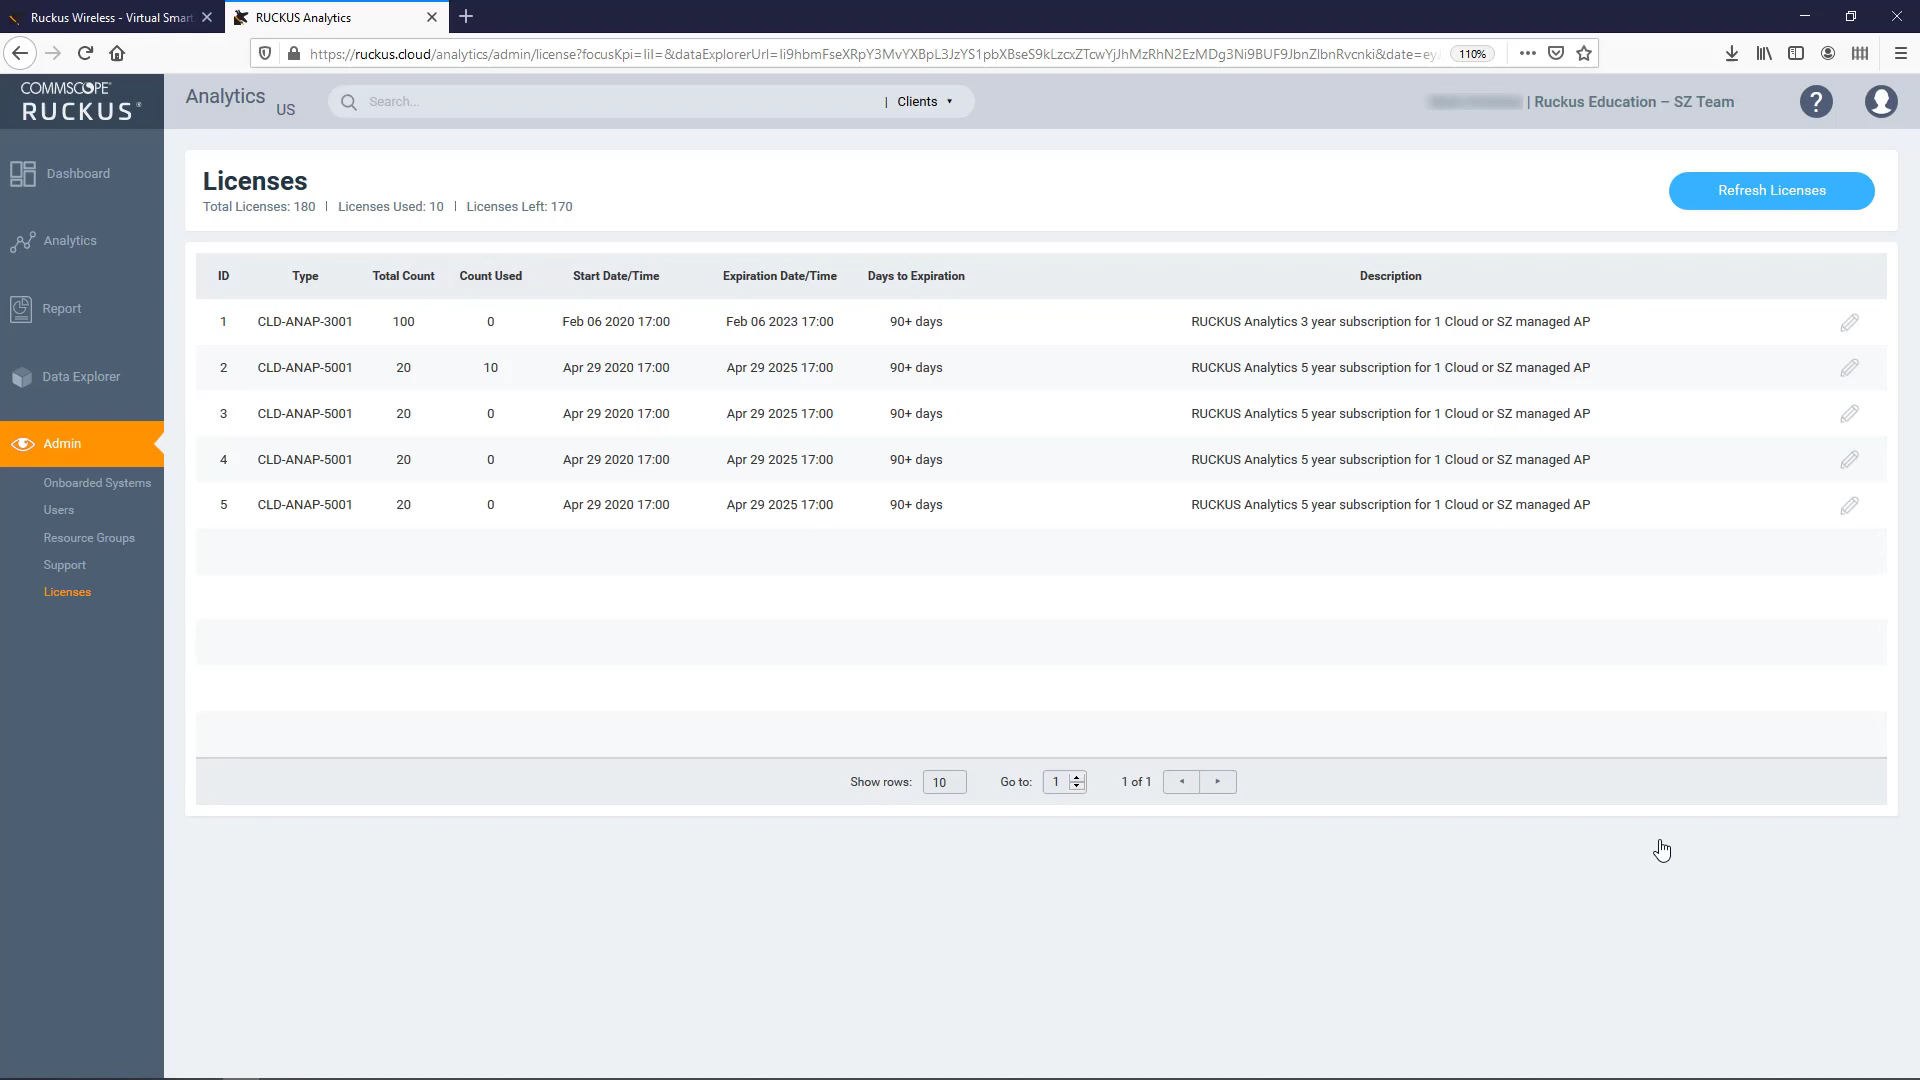 Ruckus Wireless - Virtual Smart
RUCKUS Analytics
https://ruckus.cloud/analytics/admin/license?focusKpi=IiI=&dataExplorerUrl=Ii9hbmFseXRpY3MvYXBpL3JzYS1pbXBseS9kLzcxZTcwYjJhMzRhN2EzMDg3Ni9BUF9JbnZlbnRvcnki&date=ey
110%
COMMSCOPE
RUCKUS
Analytics US
Search...
| Clients
| Ruckus Education – SZ Team
?
Dashboard
Analytics
Report
Data Explorer
Admin
Onboarded Systems
Users
Resource Groups
Support
Licenses
Licenses
Total Licenses: 180 | Licenses Used: 10 | Licenses Left: 170
Refresh Licenses
ID Type Total Count Count Used Start Date/Time Expiration Date/Time Days to Expiration Description
1 CLD-ANAP-3001 100 0 Feb 06 2020 17:00 Feb 06 2023 17:00 90+ days RUCKUS Analytics 3 year subscription for 1 Cloud or SZ managed AP
2 CLD-ANAP-5001 20 10 Apr 29 2020 17:00 Apr 29 2025 17:00 90+ days RUCKUS Analytics 5 year subscription for 1 Cloud or SZ managed AP
3 CLD-ANAP-5001 20 0 Apr 29 2020 17:00 Apr 29 2025 17:00 90+ days RUCKUS Analytics 5 year subscription for 1 Cloud or SZ managed AP
4 CLD-ANAP-5001 20 0 Apr 29 2020 17:00 Apr 29 2025 17:00 90+ days RUCKUS Analytics 5 year subscription for 1 Cloud or SZ managed AP
5 CLD-ANAP-5001 20 0 Apr 29 2020 17:00 Apr 29 2025 17:00 90+ days RUCKUS Analytics 5 year subscription for 1 Cloud or SZ managed AP
Show rows: 10 Go to: 1 1 of 1